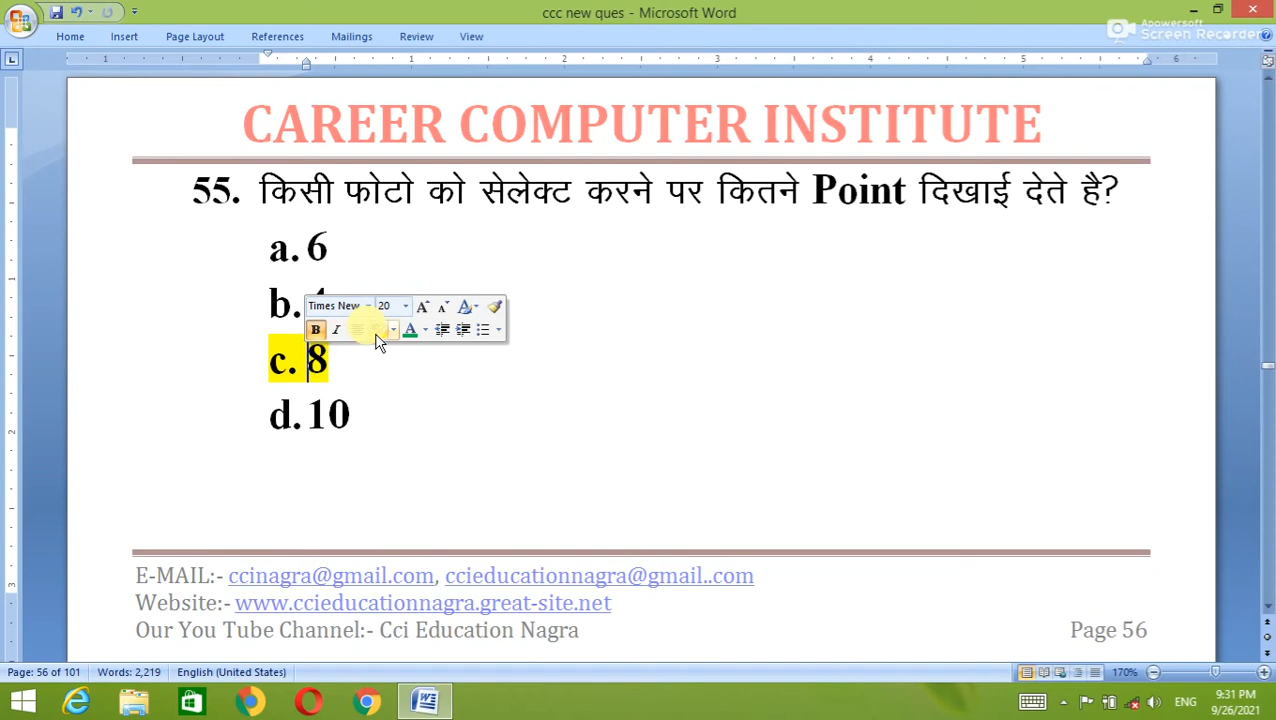 ccc new ques - Microsoft Word
Apowersoft
Screen Recorder
Home Insert Page Layout References Mailings Review View
CAREER COMPUTER INSTITUTE
55. किसी फोटो को सेलेक्ट करने पर कितने Point दिखाई देते है?
a. 6
b.
Times New 20
c. 8
d. 10
E-MAIL:- ccinagra@gmail.com, ccieducationnagra@gmail..com
Website:- www.ccieducationnagra.great-site.net
Our You Tube Channel:- Cci Education Nagra Page 56
Page: 56 of 101 Words: 2,219 English (United States) 170%
ENG 9:31 PM
9/26/2021